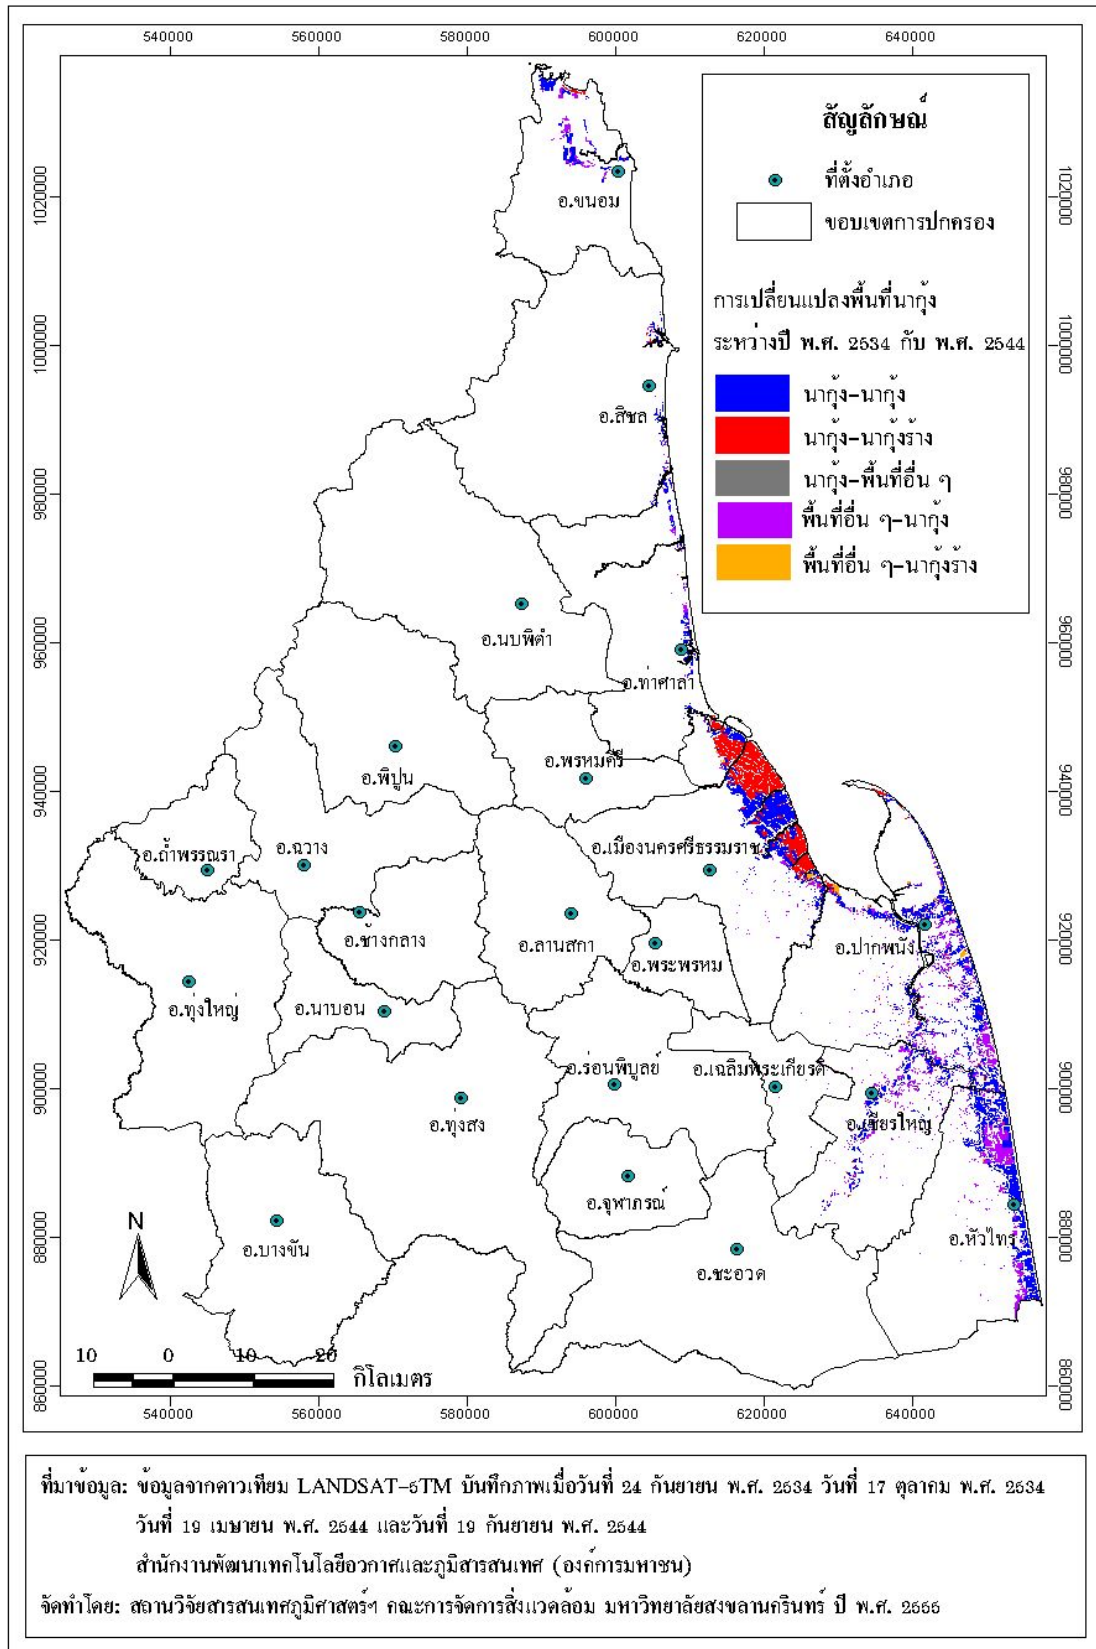 540000 560000 580000 600000 620000 640000
สัญลักษณ์
ที่ตั้งอำเภอ
ขอบเขตการปกครอง
การเปลี่ยนแปลงพื้นที่นากุ้ง
ระหว่างปี พ.ศ. 2534 กับ พ.ศ. 2544
นากุ้ง-นากุ้ง
นากุ้ง-นากุ้งร้าง
นากุ้ง-พื้นที่อื่น ๆ
พื้นที่อื่น ๆ-นากุ้ง
พื้นที่อื่น ๆ-นากุ้งร้าง
1020000
1000000
980000
960000
940000
920000
900000
880000
860000
1020000
1000000
980000
960000
940000
920000
900000
880000
860000
อ.ขนอม
อ.สิชล
อ.นบพิตำ
อ.ท่าศาลา
อ.พรหมคีรี
อ.พิปูน
อ.ถ้ำพรรณรา
อ.ฉวาง
อ.เมืองนครศรีธรรมราช
อ.ช้างกลาง
อ.ลานสกา
อ.พระพรหม
อ.ปากพนัง
อ.ทุ่งใหญ่
อ.นาบอน
อ.ร่อนพิบูลย์
อ.เฉลิมพระเกียรติ
อ.ทุ่งสง
อ.เชียรใหญ่
อ.จุฬาภรณ์
อ.บางขัน
อ.หัวไทร
อ.ชะอวด
N
10 0 10 20
กิโลเมตร
540000 560000 580000 600000 620000 640000
ที่มาข้อมูล: ข้อมูลจากดาวเทียม LANDSAT-5TM บันทึกภาพเมื่อวันที่ 24 กันยายน พ.ศ. 2534 วันที่ 17 ตุลาคม พ.ศ. 2534
วันที่ 19 เมษายน พ.ศ. 2544 และวันที่ 19 กันยายน พ.ศ. 2544
สำนักงานพัฒนาเทคโนโลยีอวกาศและภูมิสารสนเทศ (องค์การมหาชน)
จัดทำโดย: สถานวิจัยสารสนเทศภูมิศาสตร์ฯ คณะการจัดการสิ่งแวดล้อม มหาวิทยาลัยสงขลานครินทร์ ปี พ.ศ. 2555